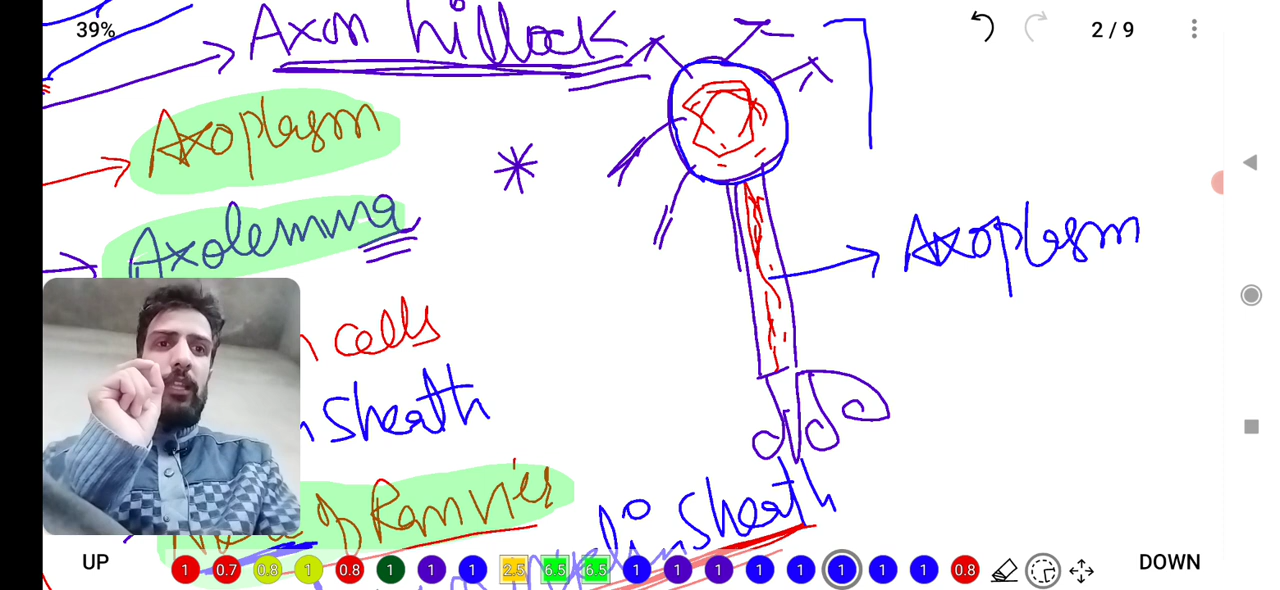 39%
2 / 9
Axon hillock
Axoplasm
Axolemma
Axoplasm
cells
sheath
of Ranvier
lin sheath
UP
1 0.7 0.8 1 0.8 1 1 1 2.5 6.5 6.5 1 1 1 1 1 1 1 1 0.8
DOWN